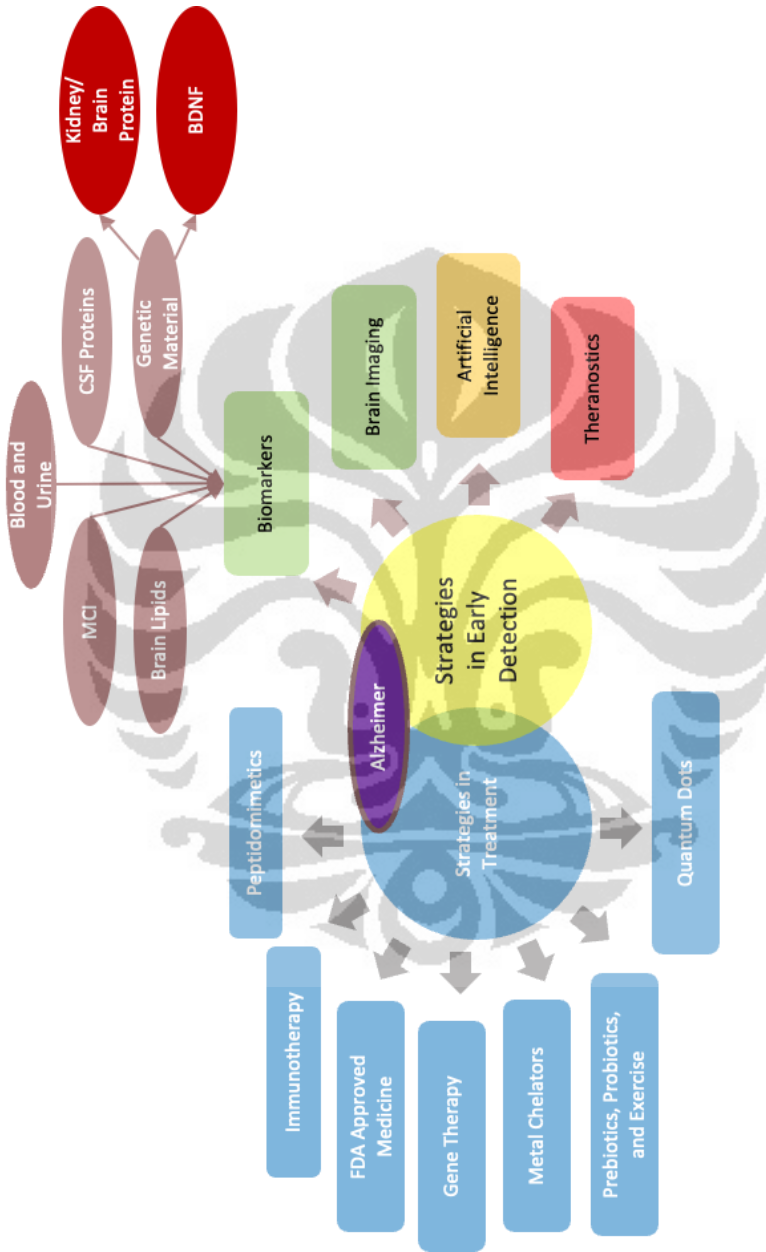 Blood and
Urine
MCI
CSF Proteins
Brain Lipids
Genetic
Material
Kidney/
Brain
Protein
BDNF
Biomarkers
Brain Imaging
Artificial
Intelligence
Theranostics
Alzheimer
Strategies
in Early
Detection
Strategies in
Treatment
Peptidomimetics
Immunotherapy
FDA Approved
Medicine
Gene Therapy
Metal Chelators
Prebiotics, Probiotics,
and Exercise
Quantum Dots